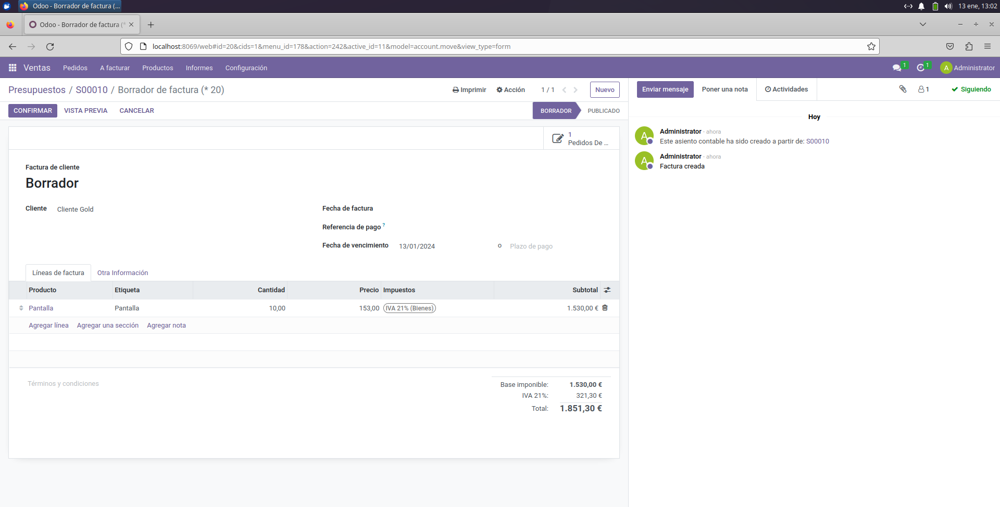 Odoo - Borrador de factura (...
13 ene, 13:02
Odoo - Borrador de factura (*
localhost:8069/web#id=20&cids=1&menu_id=178&action=242&active_id=11&model=account.move&view_type=form
Ventas Pedidos A facturar Productos Informes Configuración
1 1 A Administrator
Presupuestos / S00010 / Borrador de factura (* 20)
Imprimir Acción 1 / 1 Nuevo
Enviar mensaje Poner una nota Actividades 1 Siguiendo
CONFIRMAR VISTA PREVIA CANCELAR
BORRADOR PUBLICADO
Hoy
1
Pedidos De ...
A Administrator - ahora
Este asiento contable ha sido creado a partir de: S00010
A Administrator - ahora
Factura creada
Factura de cliente
Borrador
Cliente Cliente Gold
Fecha de factura
Referencia de pago ?
Fecha de vencimiento 13/01/2024 o Plazo de pago
Líneas de factura Otra Información
Producto Etiqueta Cantidad Precio Impuestos Subtotal
Pantalla Pantalla 10,00 153,00 IVA 21% (Bienes) 1.530,00 €
Agregar línea Agregar una sección Agregar nota
Términos y condiciones
Base imponible: 1.530,00 €
IVA 21%: 321,30 €
Total: 1.851,30 €